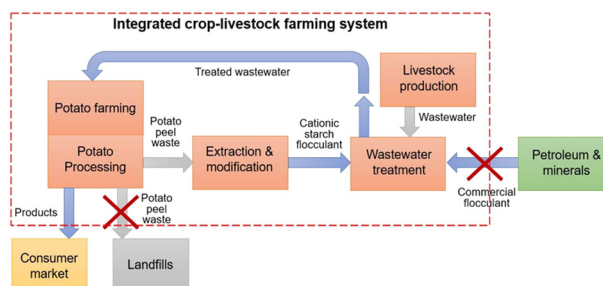 Integrated crop-livestock farming system
Treated wastewater
Livestock
production
Potato farming
Potato
peel
waste
Cationic
starch
flocculant
Wastewater
Potato
Processing
Extraction &
modification
Wastewater
treatment
Petroleum &
minerals
Commercial
flocculant
Products
Potato
peel
waste
Consumer
market
Landfills